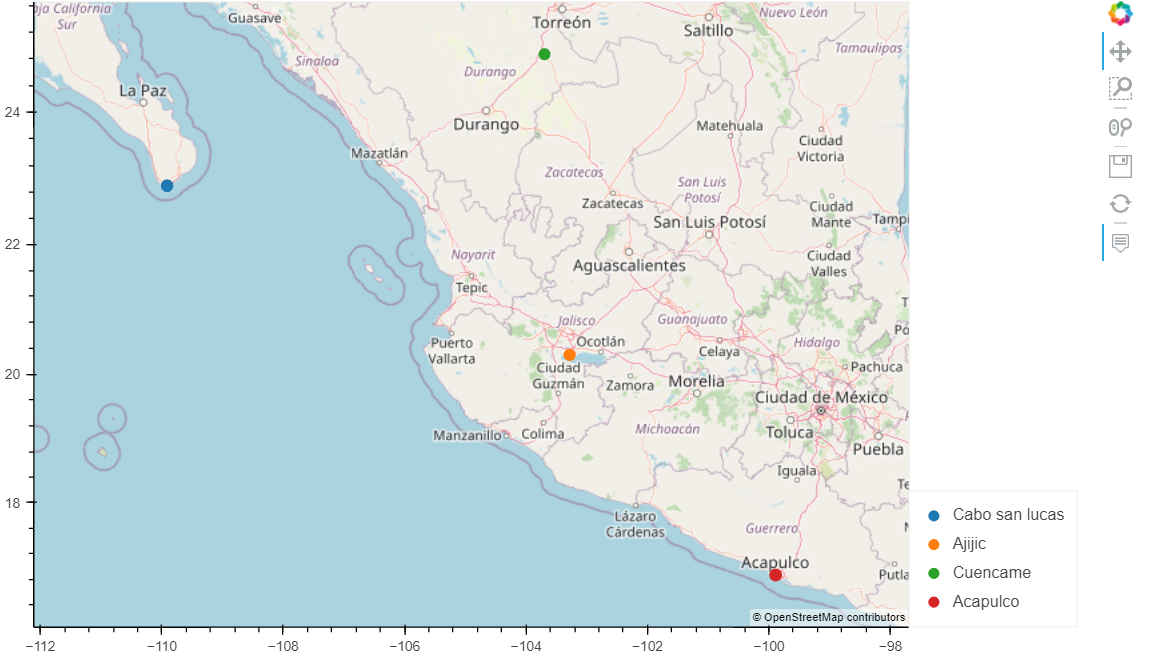 oja California
Sur
Guasave
Torreón
Nuevo León
Saltillo
Sinaloa
Durango
Tamaulipas
La Paz
24
Durango
Matehuala
Ciudad
Victoria
Mazatlán
Zacatecas
San Luis
Potosí
Zacatecas
Ciudad
Mante
San Luis Potosí
Tampi
22
Nayarit
Aguascalientes
Ciudad
Valles
Tepic
Jalisco
Guanajuato
Puerto
Vallarta
Ocotlán
Celaya
Hidalgo
Po
20
Ciudad
Guzmán
Zamora
Morelia
Pachuca
Ciudad de México
Manzanillo
Colima
Michoacán
Toluca
Puebla
Iguala
Te
18
Lázaro
Cárdenas
Guerrero
Acapulco
Putla
© OpenStreetMap contributors
−112
−110
−108
−106
−104
−102
−100
−98
Cabo san lucas
Ajijic
Cuencame
Acapulco